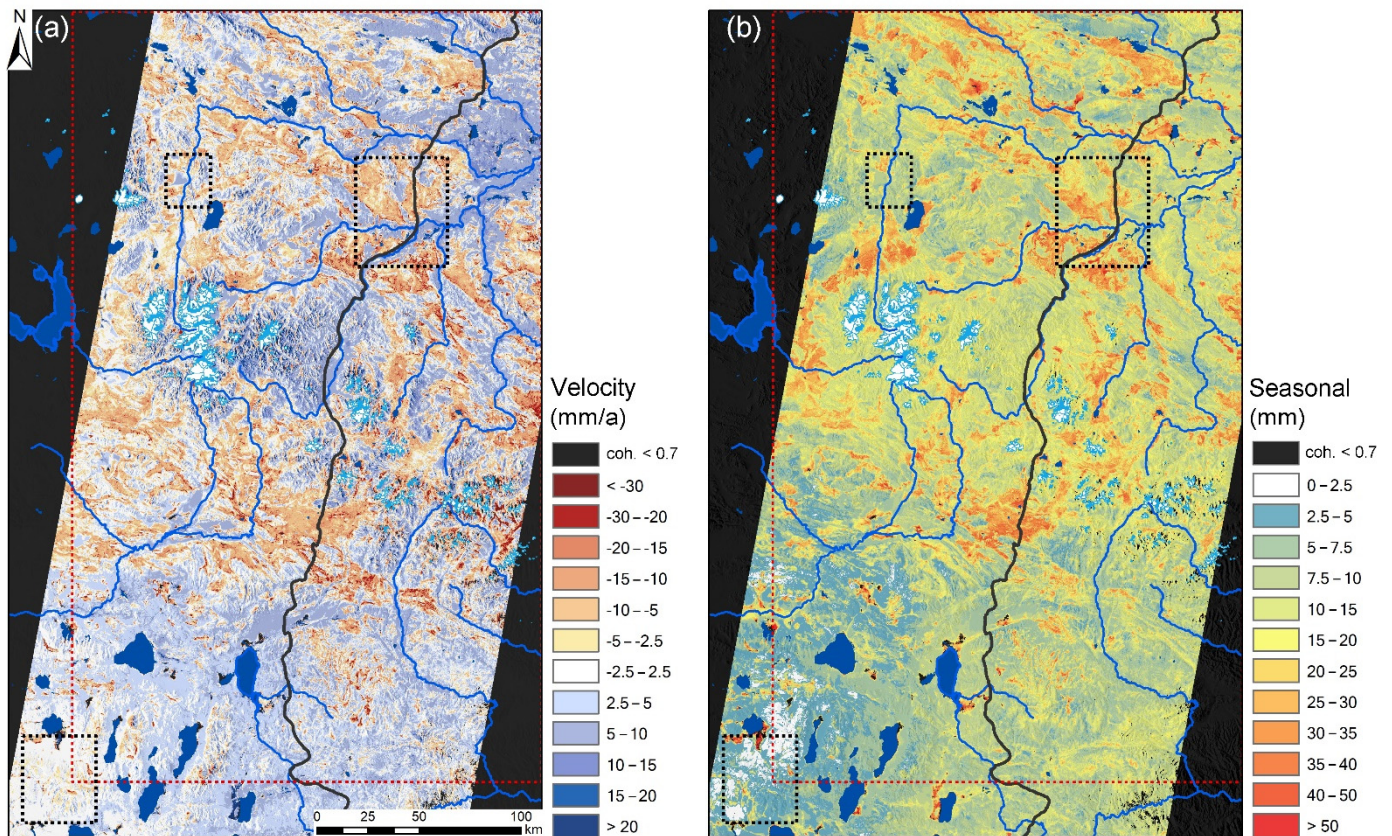 N
(a)
(b)
Velocity
(mm/a)
coh. < 0.7
< -30
-30 – -20
-20 – -15
-15 – -10
-10 – -5
-5 – -2.5
-2.5 – 2.5
2.5 – 5
5 – 10
10 – 15
15 – 20
> 20
0 25 50 100
km
Seasonal
(mm)
coh. < 0.7
0 – 2.5
2.5 – 5
5 – 7.5
7.5 – 10
10 – 15
15 – 20
20 – 25
25 – 30
30 – 35
35 – 40
40 – 50
> 50